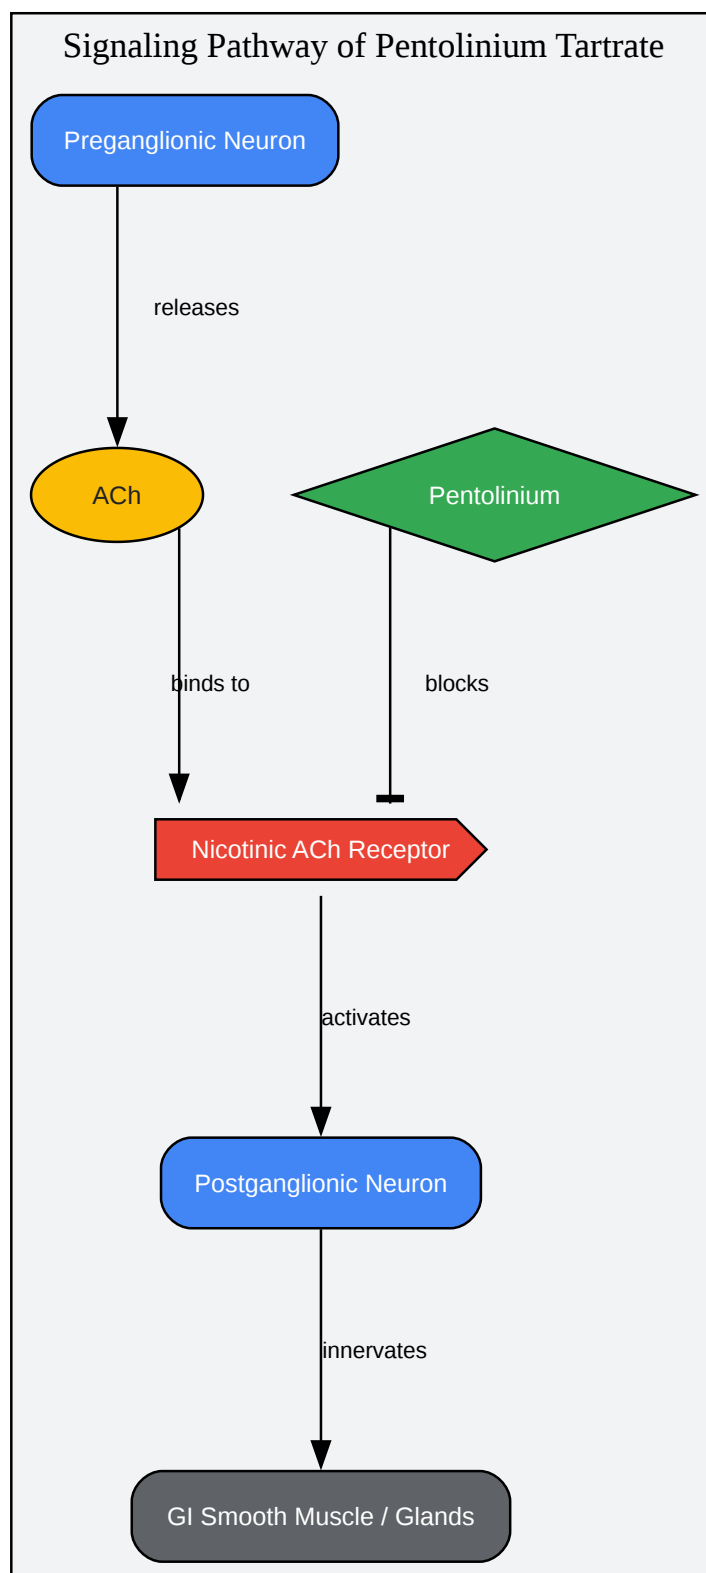 Signaling Pathway of Pentolinium Tartrate
Preganglionic Neuron
releases
ACh
Pentolinium
binds to
blocks
Nicotinic ACh Receptor
activates
Postganglionic Neuron
innervates
GI Smooth Muscle / Glands